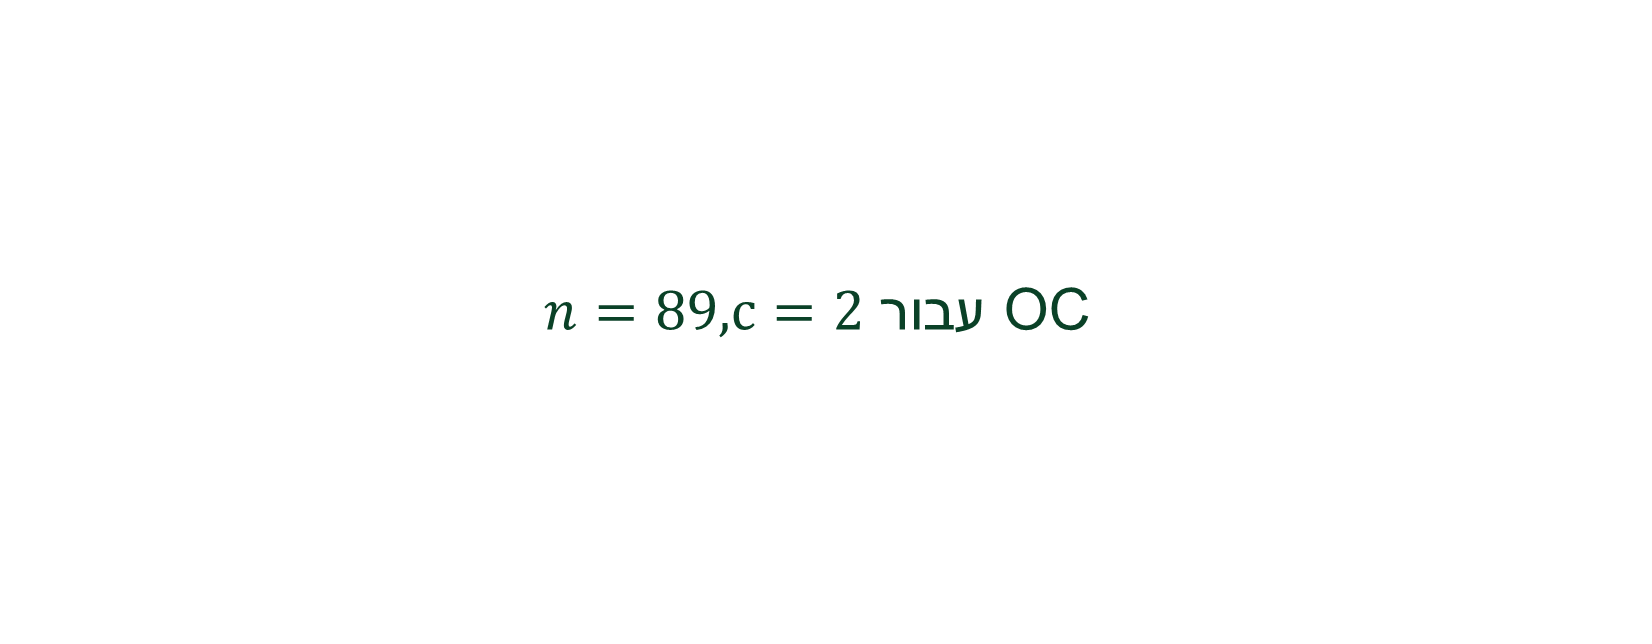 OC עבור n = 89,c = 2